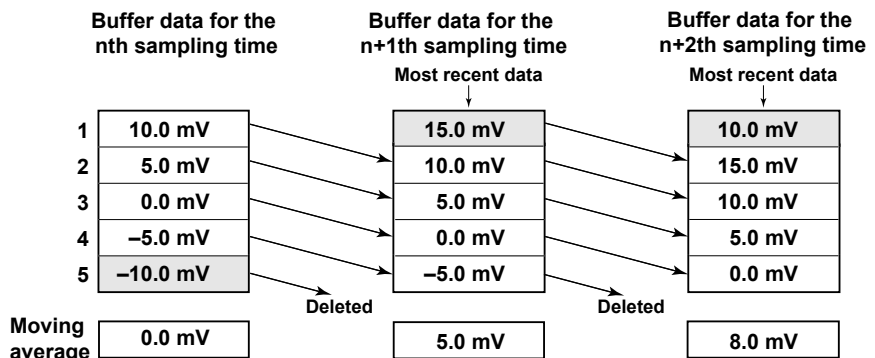 Buffer data for the
nth sampling time
Buffer data for the
n+1th sampling time
Buffer data for the
n+2th sampling time
Most recent data
Most recent data
1 10.0 mV 15.0 mV 10.0 mV
2 5.0 mV 10.0 mV 15.0 mV
3 0.0 mV 5.0 mV 10.0 mV
4 –5.0 mV 0.0 mV 5.0 mV
5 –10.0 mV –5.0 mV 0.0 mV
Deleted Deleted
Moving
average 0.0 mV 5.0 mV 8.0 mV